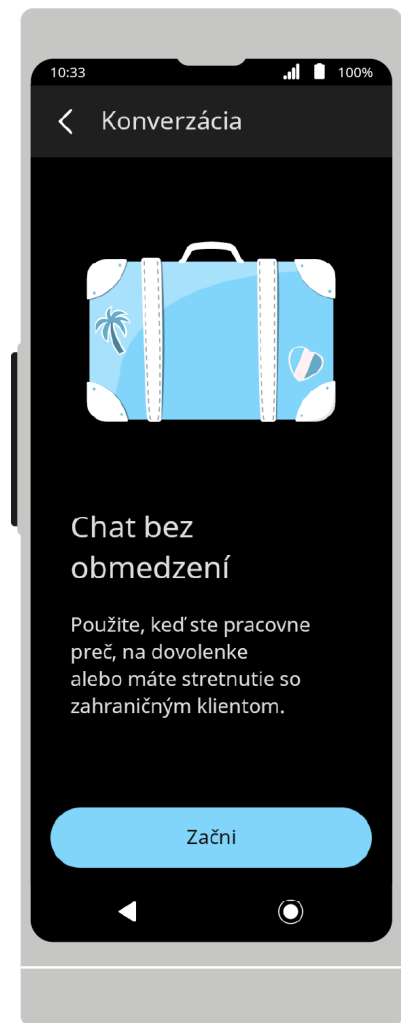 10:33
100%
Konverzácia
Chat bez
obmedzení
Použite, keď ste pracovne
preč, na dovolenke
alebo máte stretnutie so
zahraničným klientom.
Začni